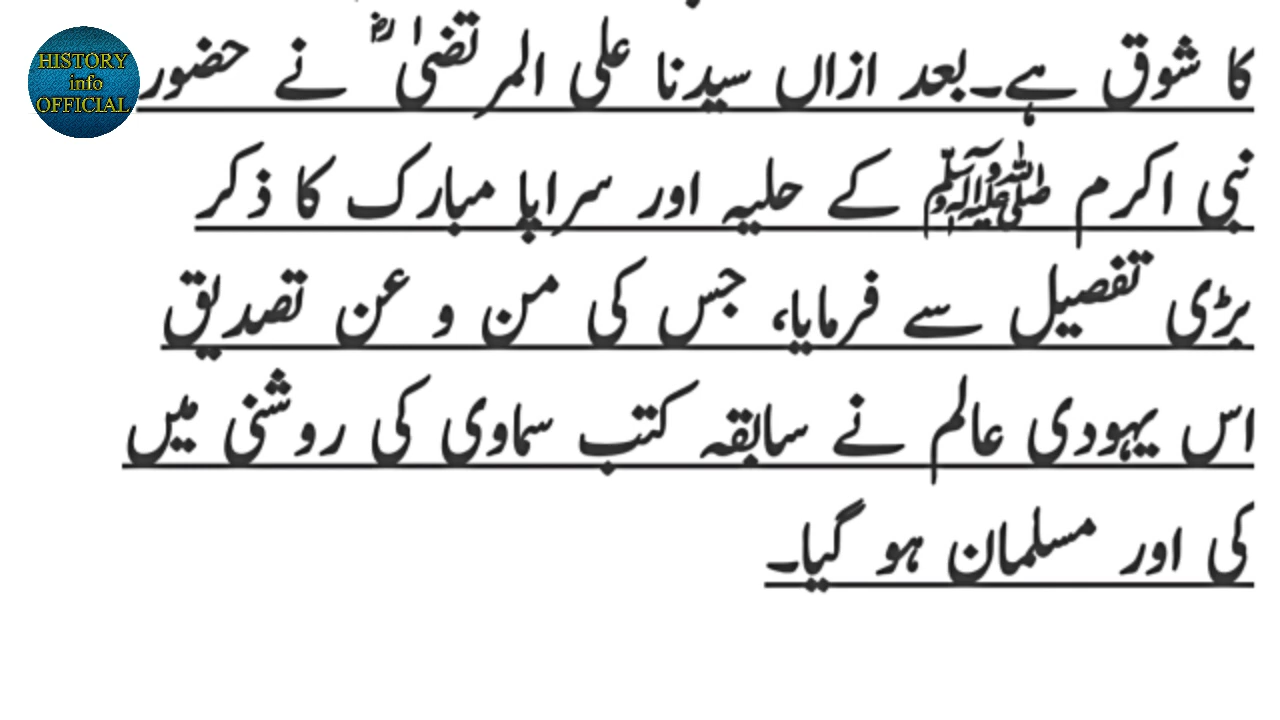 HISTORY
info
OFFICIAL
کا شوق ہے۔بعد ازاں سیدنا علی المرتضیٰ ؓ نے حضور
نبی اکرم ﷺ کے حلیہ اور سراپا مبارک کا ذکر
بڑی تفصیل سے فرمایا، جس کی من و عن تصدیق
اس یہودی عالم نے سابقہ کتب سماوی کی روشنی میں
کی اور مسلمان ہو گیا۔